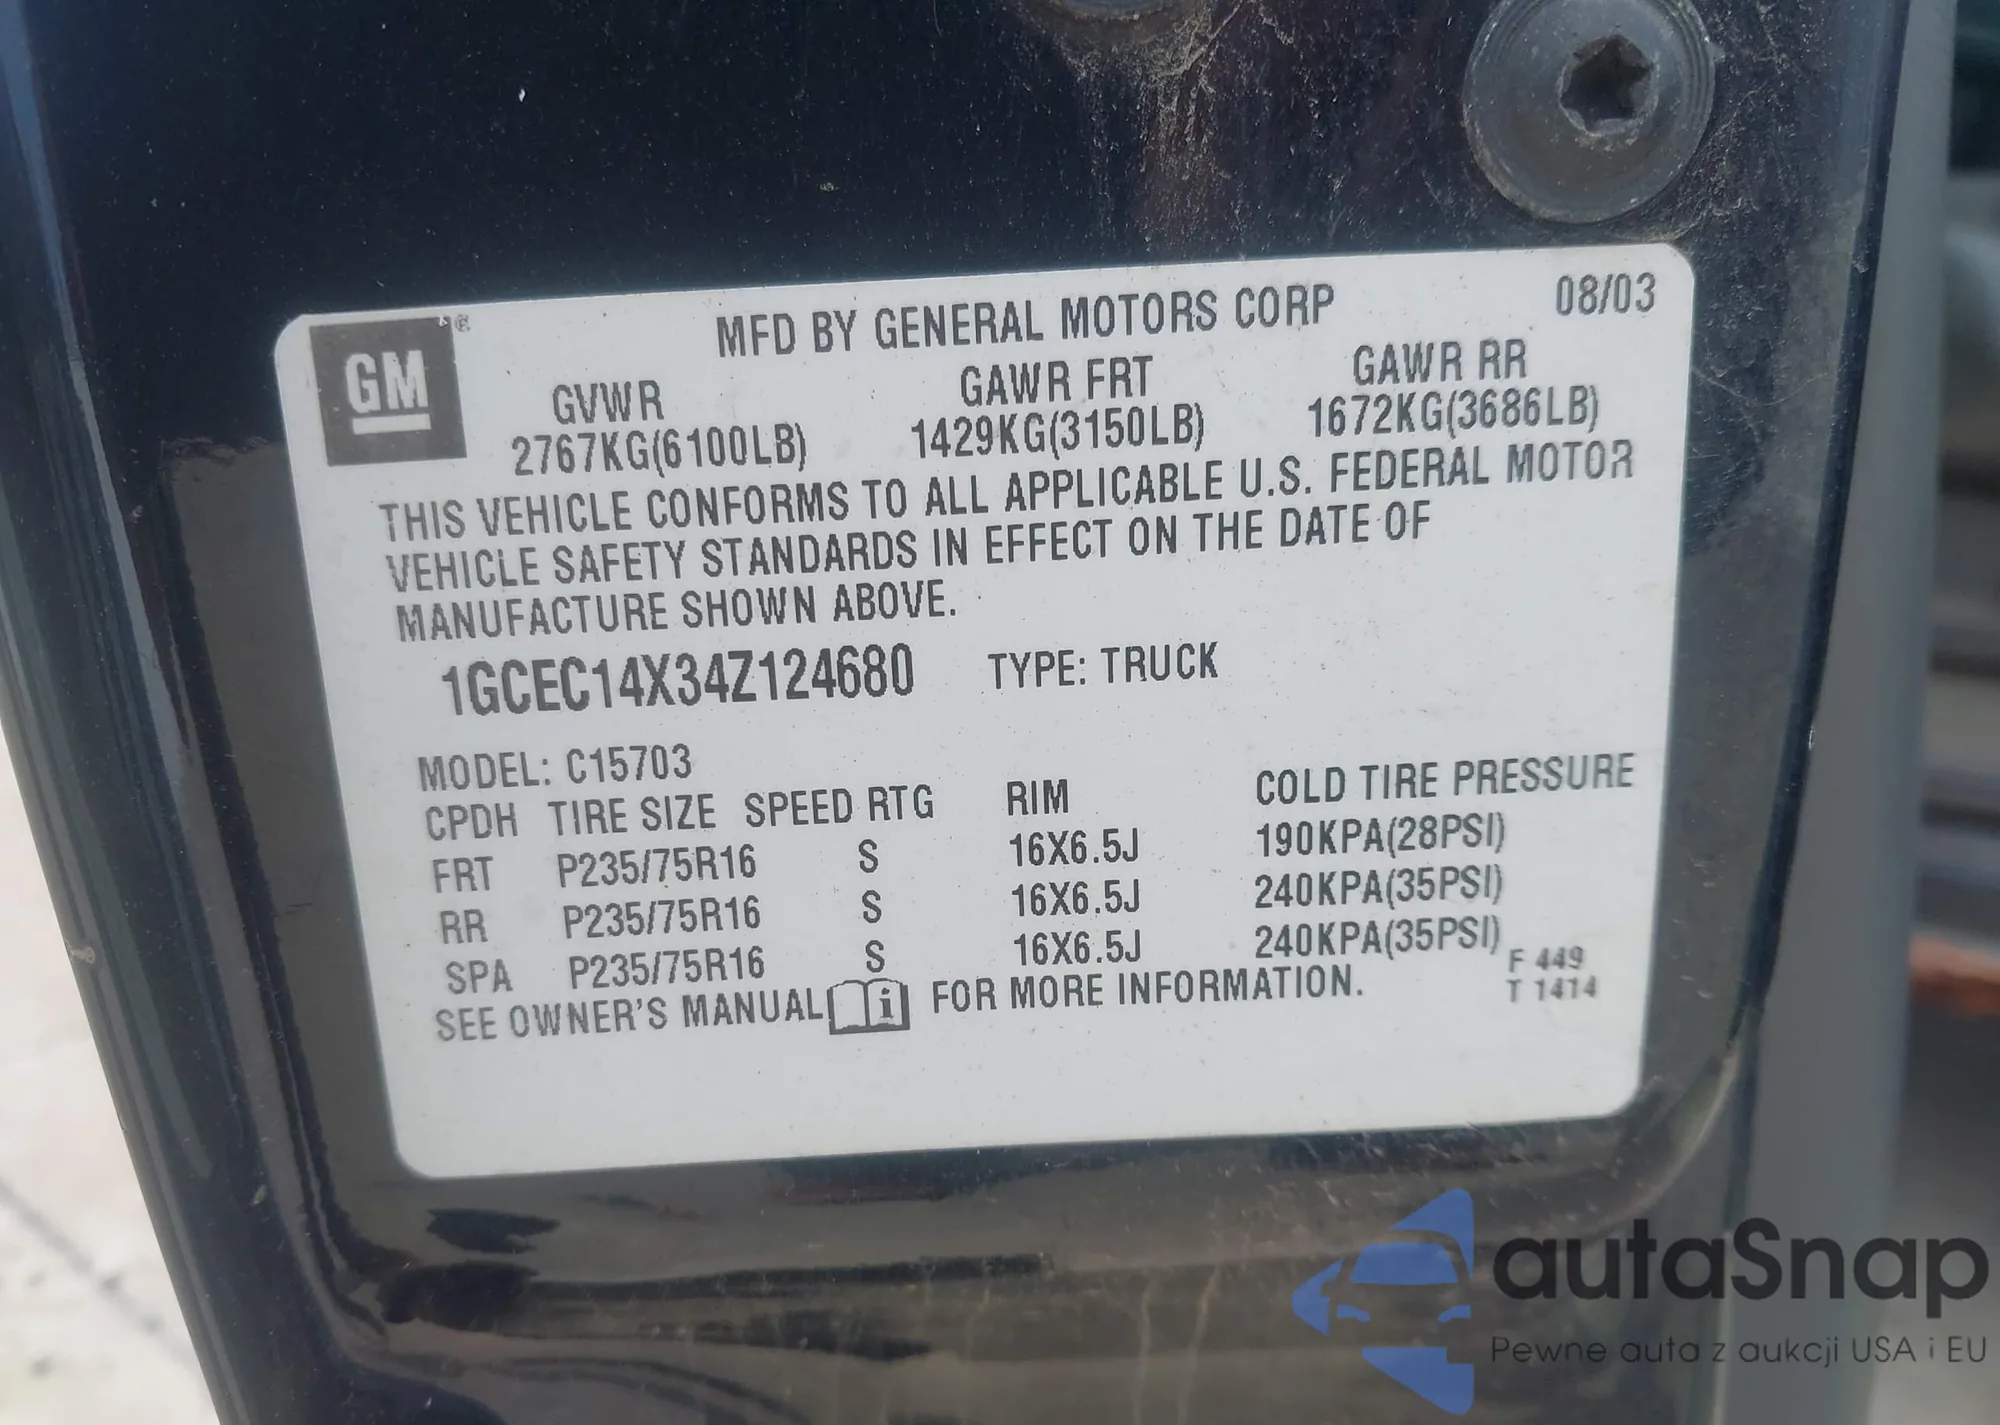 GM ®
MFD BY GENERAL MOTORS CORP 08/03
GVWR GAWR FRT GAWR RR
2767KG(6100LB) 1429KG(3150LB) 1672KG(3686LB)
THIS VEHICLE CONFORMS TO ALL APPLICABLE U.S. FEDERAL MOTOR
VEHICLE SAFETY STANDARDS IN EFFECT ON THE DATE OF
MANUFACTURE SHOWN ABOVE.
1GCEC14X34Z124680 TYPE: TRUCK
MODEL: C15703
CPDH TIRE SIZE SPEED RTG RIM COLD TIRE PRESSURE
FRT P235/75R16 S 16X6.5J 190KPA(28PSI)
RR P235/75R16 S 16X6.5J 240KPA(35PSI)
SPA P235/75R16 S 16X6.5J 240KPA(35PSI)
SEE OWNER'S MANUAL i FOR MORE INFORMATION.
F 449
T 1414
autaSnap
Pewne auta z aukcji USA i EU